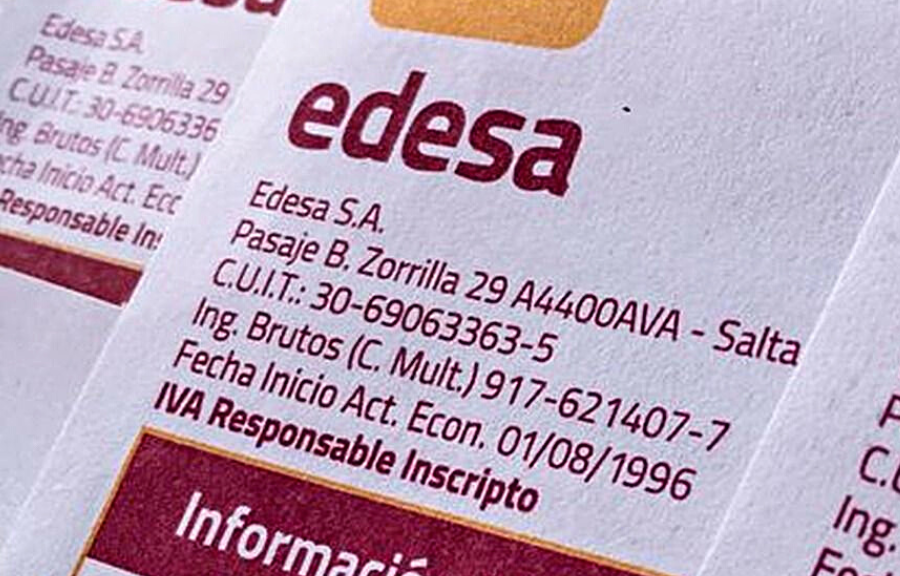 Edesa S.A.
Pasaje B. Zorrilla 29
C.U.I.T.: 30-6906336
Ing. Brutos (C. Mult.)
Inicio Act.
Responsable
edesa
Edesa S.A.
Pasaje B. Zorrilla 29 A4400AVA - Salta
C.U.I.T.: 30-69063363-5
Ing. Brutos (C. Mult.) 917-621407-7
Fecha Inicio Act. Econ. 01/08/1996
IVA Responsable Inscripto
Informació
Ing.